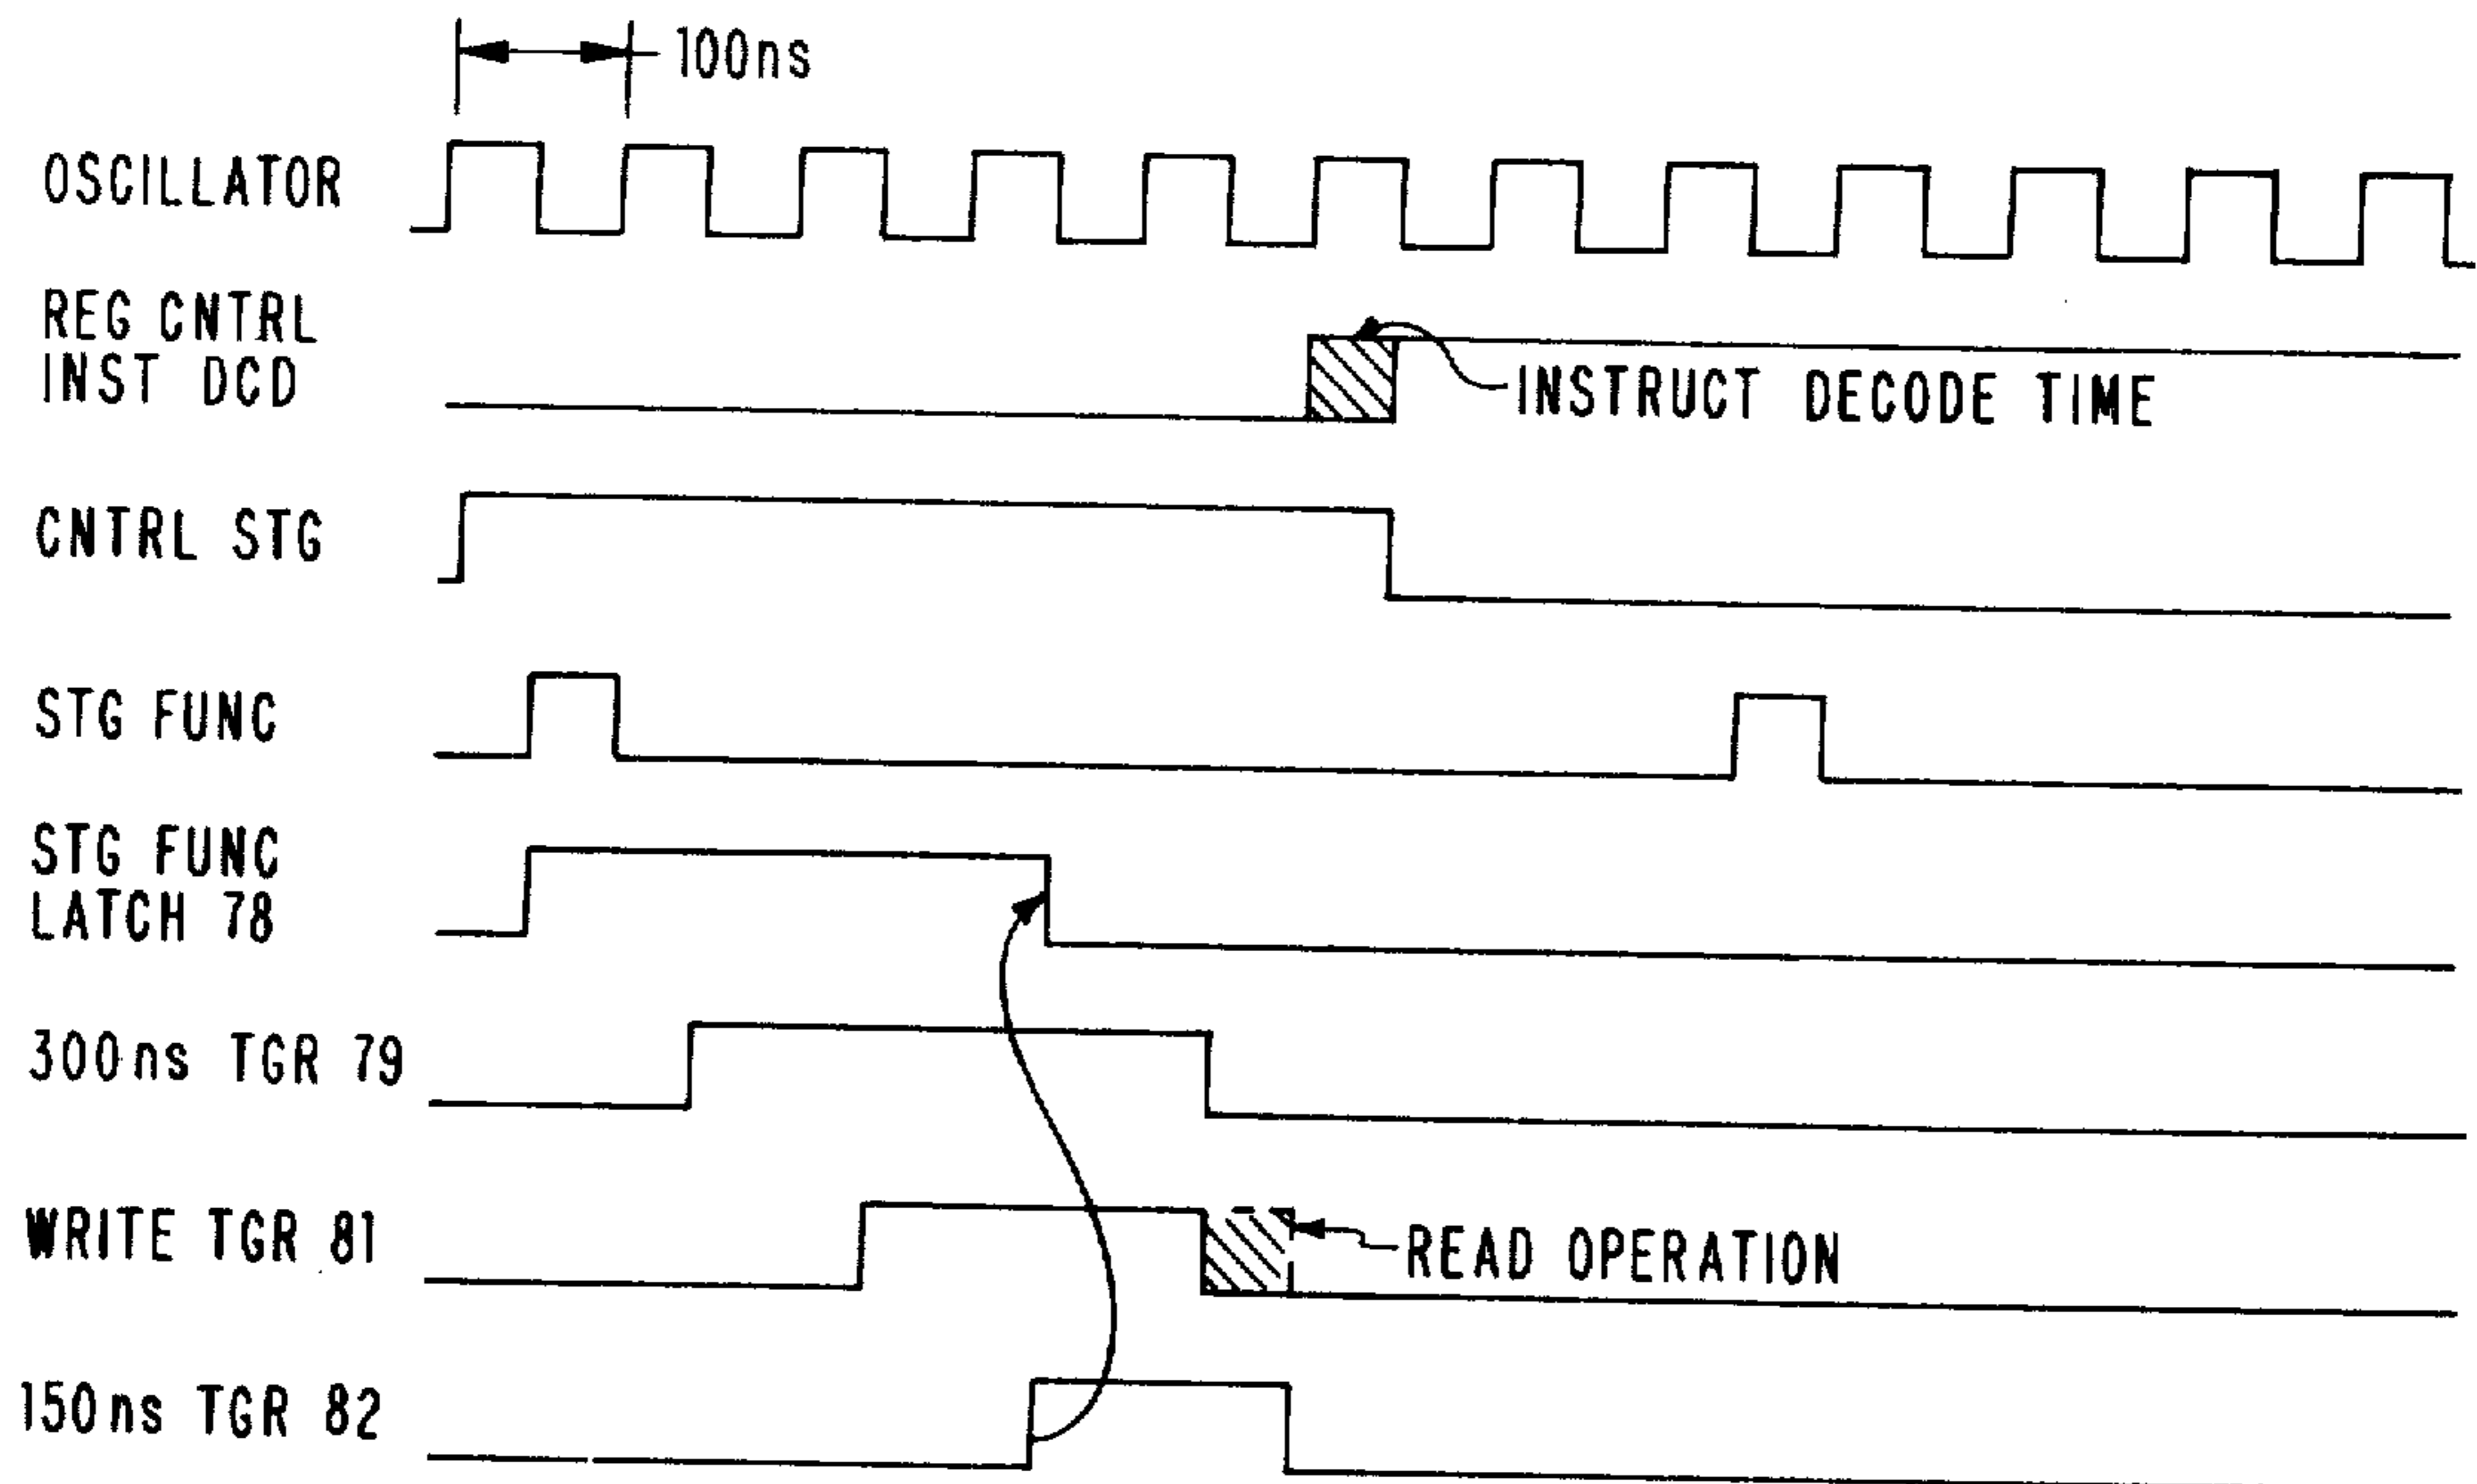 100ns
OSCILLATOR
REG CNTRL
INST DCD
INSTRUCT DECODE TIME
CNTRL STG
STG FUNC
STG FUNC
LATCH 78
300ns TGR 79
WRITE TGR 81
READ OPERATION
150ns TGR 82